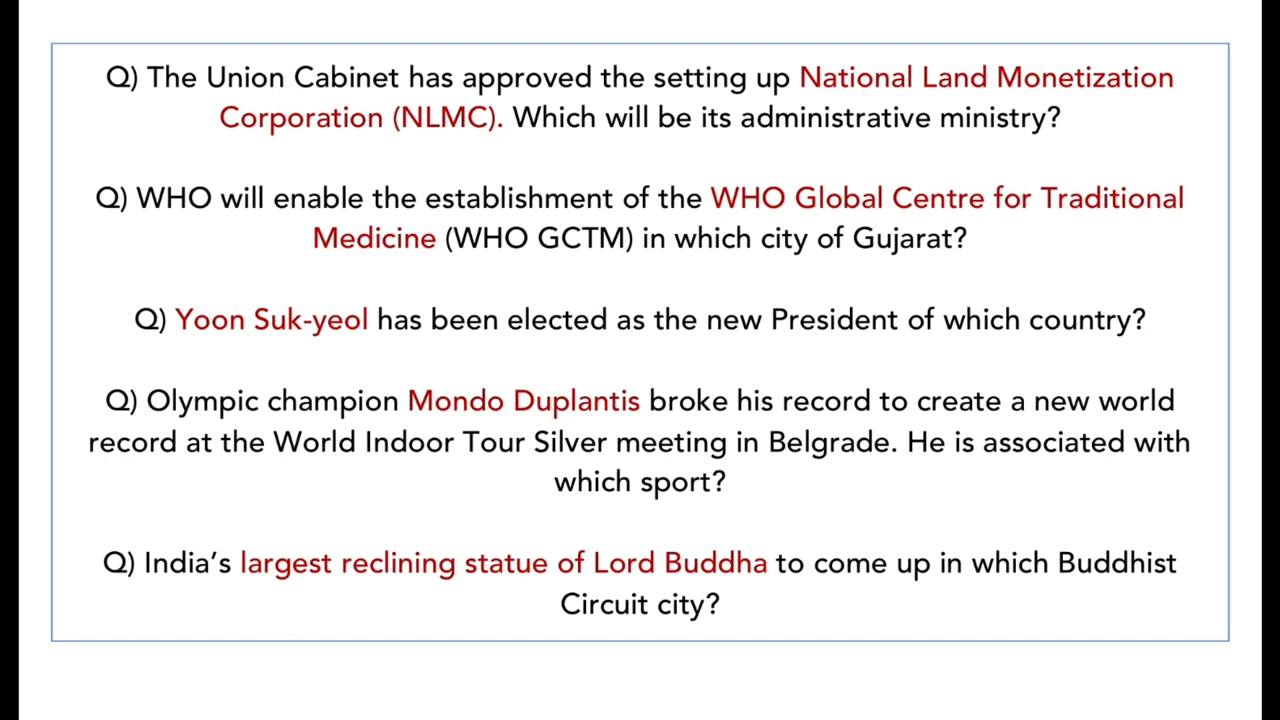 Q) The Union Cabinet has approved the setting up National Land Monetization
Corporation (NLMC). Which will be its administrative ministry?
Q) WHO will enable the establishment of the WHO Global Centre for Traditional
Medicine (WHO GCTM) in which city of Gujarat?
Q) Yoon Suk-yeol has been elected as the new President of which country?
Q) Olympic champion Mondo Duplantis broke his record to create a new world
record at the World Indoor Tour Silver meeting in Belgrade. He is associated with
which sport?
Q) India’s largest reclining statue of Lord Buddha to come up in which Buddhist
Circuit city?